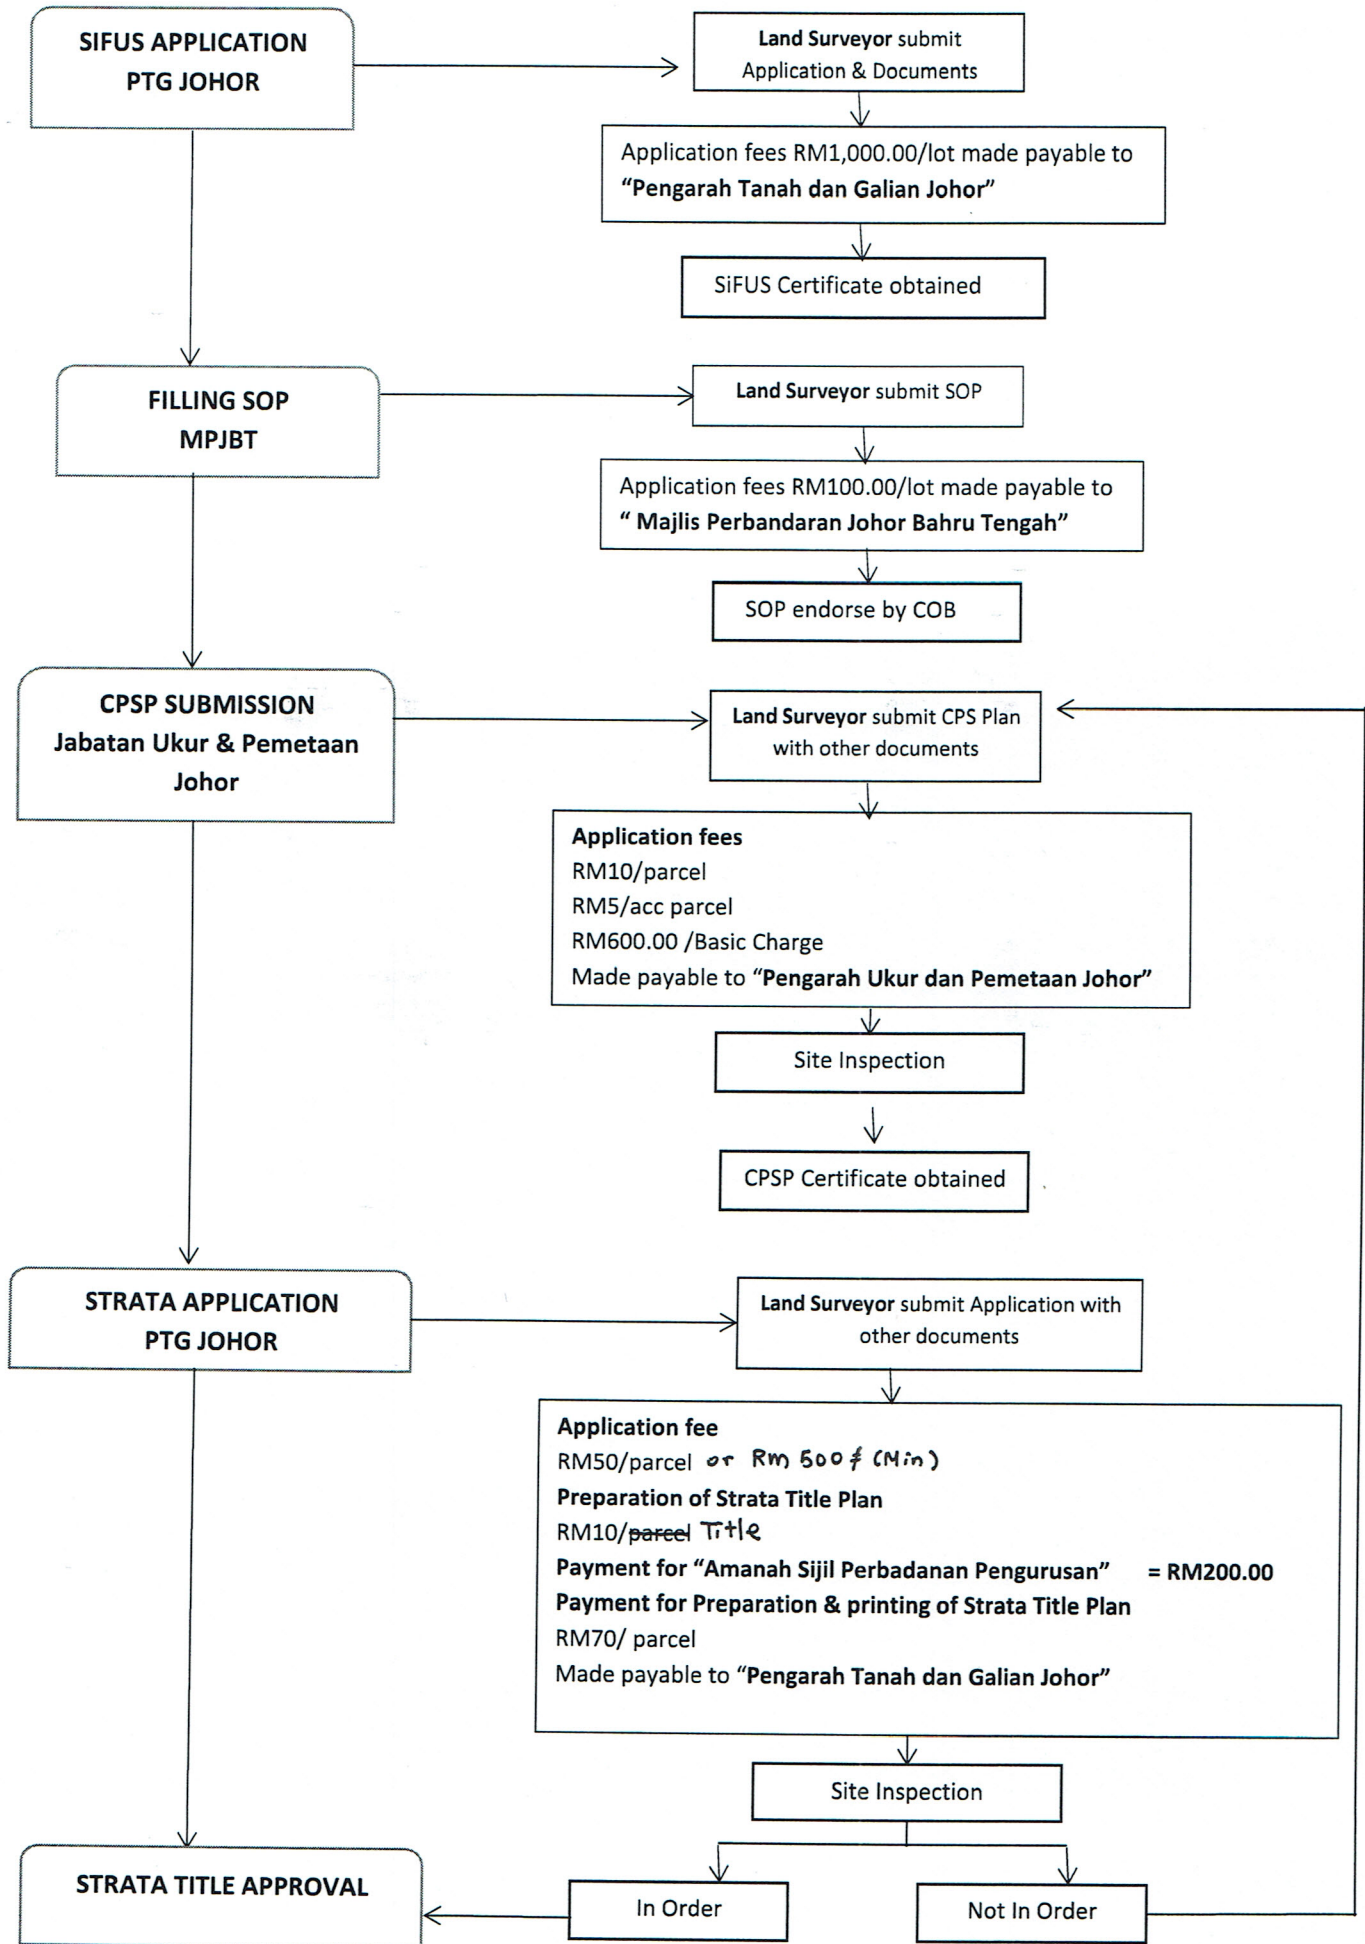 SIFUS APPLICATION
PTG JOHOR
Land Surveyor submit
Application & Documents
Application fees RM1,000.00/lot made payable to
“Pengarah Tanah dan Galian Johor”
SiFUS Certificate obtained
FILLING SOP
MPJBT
Land Surveyor submit SOP
Application fees RM100.00/lot made payable to
“ Majlis Perbandaran Johor Bahru Tengah”
SOP endorse by COB
CPSP SUBMISSION
Jabatan Ukur & Pemetaan
Johor
Land Surveyor submit CPS Plan
with other documents
Application fees
RM10/parcel
RM5/acc parcel
RM600.00 /Basic Charge
Made payable to “Pengarah Ukur dan Pemetaan Johor”
Site Inspection
CPSP Certificate obtained
STRATA APPLICATION
PTG JOHOR
Land Surveyor submit Application with
other documents
Application fee
RM50/parcel or Rm 500 (Min)
Preparation of Strata Title Plan
RM10/parcel Title
Payment for “Amanah Sijil Perbadanan Pengurusan” = RM200.00
Payment for Preparation & printing of Strata Title Plan
RM70/ parcel
Made payable to “Pengarah Tanah dan Galian Johor”
Site Inspection
STRATA TITLE APPROVAL
In Order
Not In Order